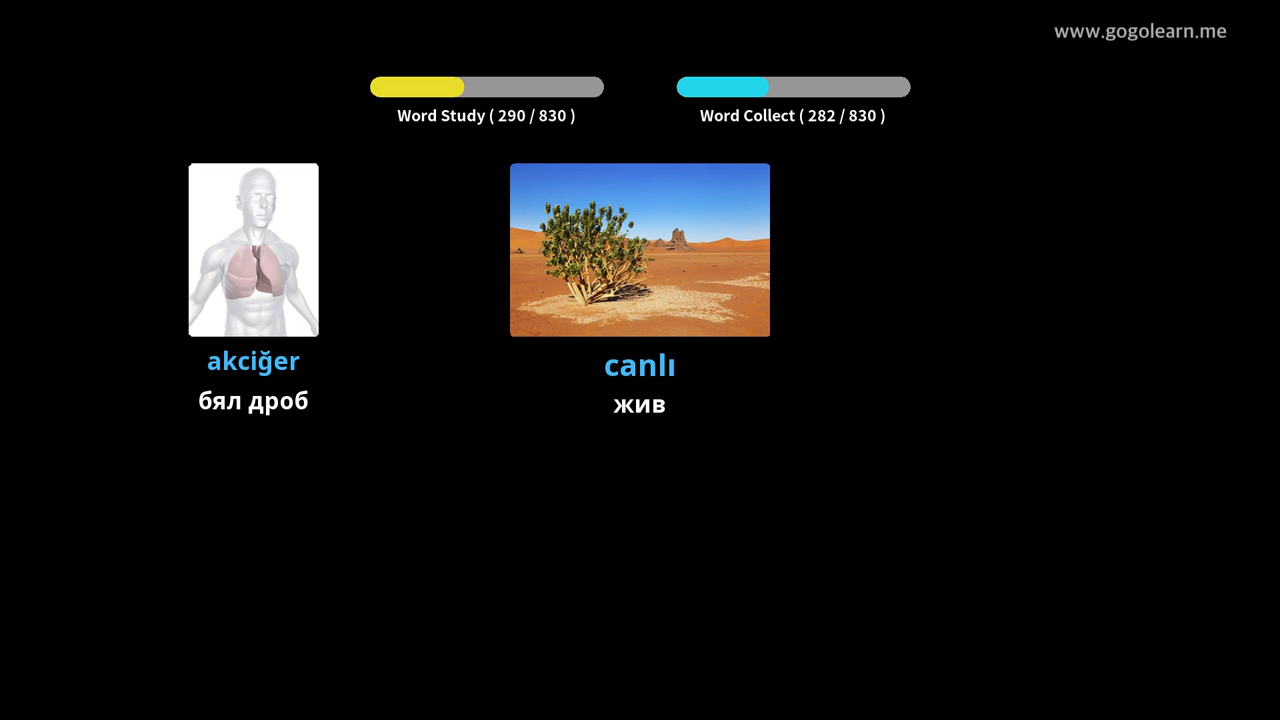 www.gogolearn.me
Word Study ( 290 / 830 )
Word Collect ( 282 / 830 )
akciğer
бял дроб
canlı
жив